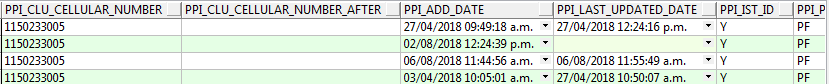 PPI_CLU_CELLULAR_NUMBER PPI_CLU_CELLULAR_NUMBER_AFTER PPI_ADD_DATE PPI_LAST_UPDATED_DATE PPI_IST_ID PPI_P
1150233005 27/04/2018 09:49:18 a.m. 27/04/2018 12:24:16 p.m. Y PF
1150233005 02/08/2018 12:24:39 p.m. Y PF
1150233005 06/08/2018 11:44:56 a.m. 06/08/2018 11:55:49 a.m. Y PF
1150233005 03/04/2018 10:05:01 a.m. 27/04/2018 10:50:07 a.m. N PF